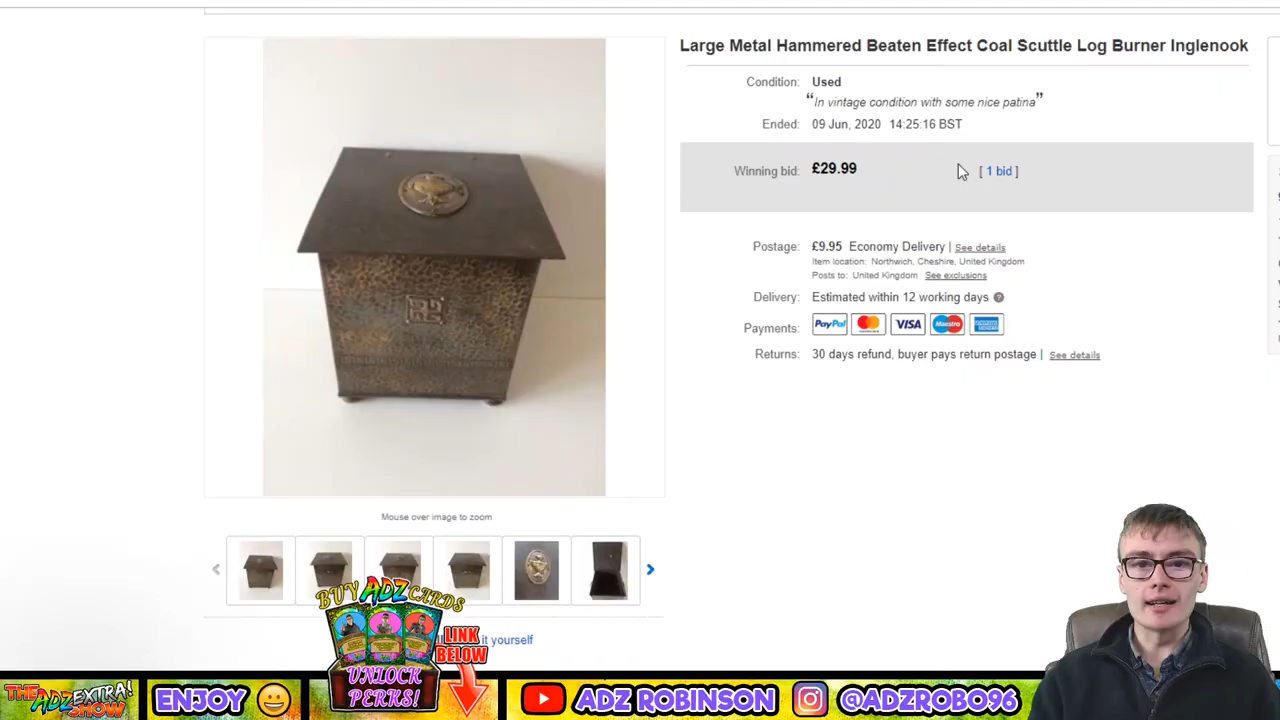 Large Metal Hammered Beaten Effect Coal Scuttle Log Burner Inglenook
Condition: Used
“In vintage condition with some nice patina”
Ended: 09 Jun, 2020 14:25:16 BST
Winning bid: £29.99 [ 1 bid ]
Postage: £9.95 Economy Delivery | See details
Item location: Northwich, Cheshire, United Kingdom
Posts to: United Kingdom See exclusions
Delivery: Estimated within 12 working days ?
Payments: PayPal VISA Maestro
Returns: 30 days refund, buyer pays return postage | See details
Mouse over image to zoom
it yourself
BUY ADZ CARDS
LINK
BELOW
UNLOCK
PERKS!
THE ADZ EXTRA!
SHOW
ENJOY
ADZ ROBINSON
@ADZROBO96